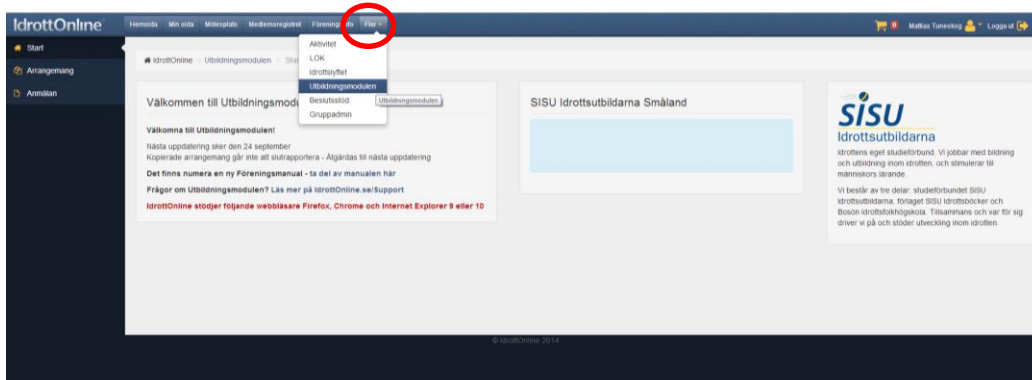 IdrottOnline
Hemsida Min sida Mötesplats Medlemsregistret Föreningsinfo Fler
0 Mattias Tuneskog Logga ut
Start
Arrangemang
Anmälan
IdrottOnline Utbildningsmodulen
Aktivitet
LOK
Idrottslyftet
Utbildningsmodulen
Beslutsstöd
Utbildningsmodulen
Gruppadmin
Välkommen till
Välkomna till Utbildningsmodulen!
Nästa uppdatering sker den 24 september
Kopierade arrangemang går inte att slutrapportera - Åtgärdas till nästa uppdatering
Det finns numera en ny Föreningsmanual - ta del av manualen här
Frågor om Utbildningsmodulen? Läs mer på IdrottOnline.se/Support
IdrottOnline stödjer följande webbläsare Firefox, Chrome och Internet Explorer 9 eller 10
SISU Idrottsutbildarna Småland
SISU
Idrottsutbildarna
Idrottens eget studieförbund. Vi jobbar med bildning
och utbildning inom idrotten, och stimulerar till
människors lärande.
Vi består av tre delar: studieförbundet SISU
Idrottsutbildarna, företaget SISU Idrottsböcker och
Bosön idrottsfolkhögskola. Tillsammans och var för sig
driver vi på och stöder utveckling inom idrotten.
© IdrottOnline 2014